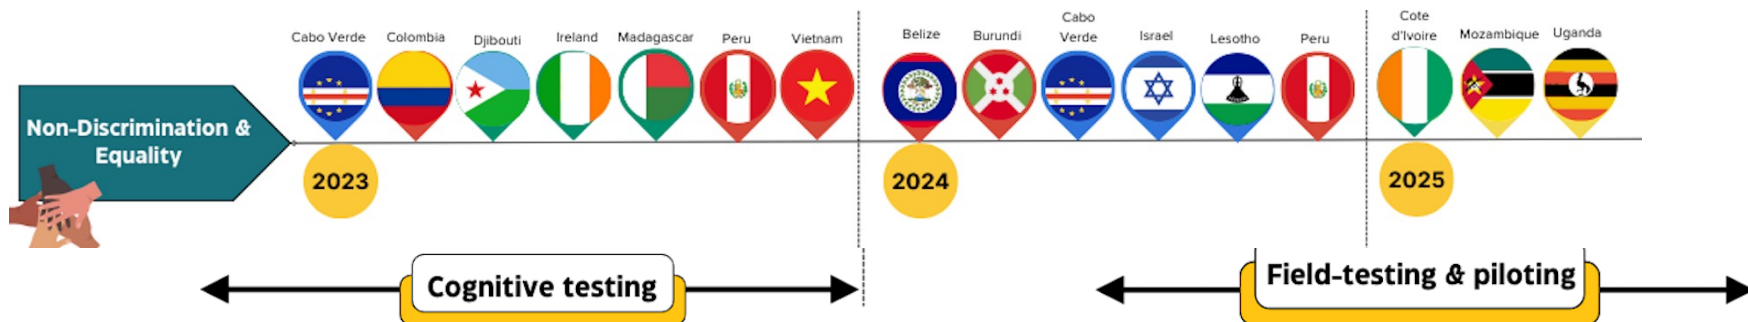 Non-Discrimination &
Equality
Cabo Verde
Colombia
Djibouti
Ireland
Madagascar
Peru
Vietnam
Belize
Burundi
Cabo
Verde
Israel
Lesotho
Peru
Cote
d'Ivoire
Mozambique
Uganda
2023
2024
2025
Cognitive testing
Field-testing & piloting